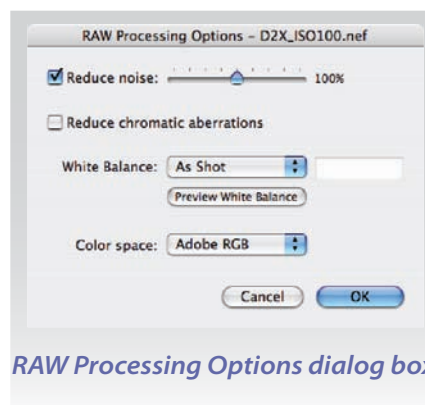 RAW Processing Options – D2X_ISO100.nef
Reduce noise: 100%
Reduce chromatic aberrations
White Balance: As Shot
Preview White Balance
Color space: Adobe RGB
Cancel OK
RAW Processing Options dialog box